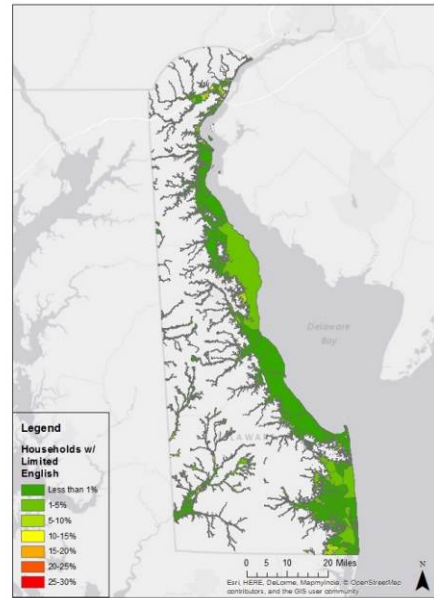 Delaware
Bay
DELAWARE
Legend
Households w/
Limited
English
Less than 1%
1-5%
5-10%
10-15%
15-20%
20-25%
25-30%
0 5 10 20 Miles
Esri, HERE, DeLorme, MapmyIndia, © OpenStreetMap
contributors, and the GIS user community
N